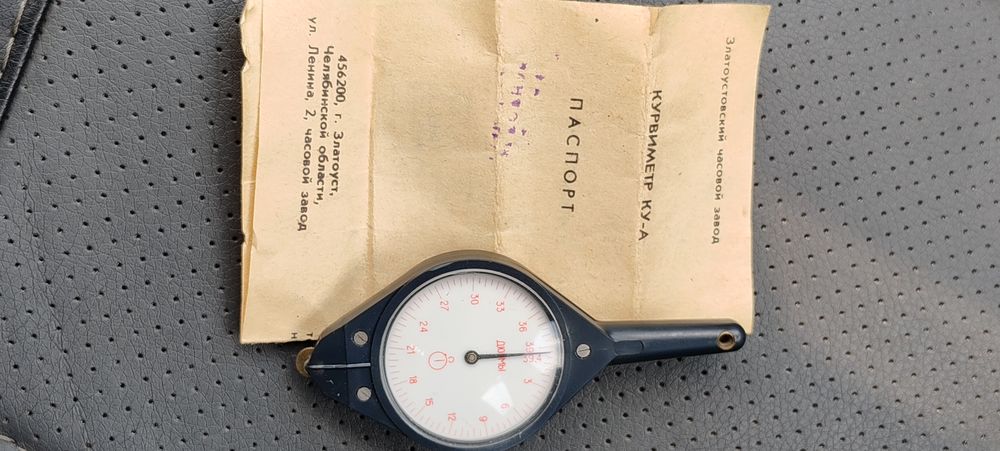 Златоустовский часовой завод
КУРВИМЕТР КУ-А
ПАСПОРТ
456200, г. Златоуст,
Челябинской области,
ул. Ленина, 2, часовой завод
ДЮЙМЫ
3
6
9
12
15
18
21
24
27
30
33
36